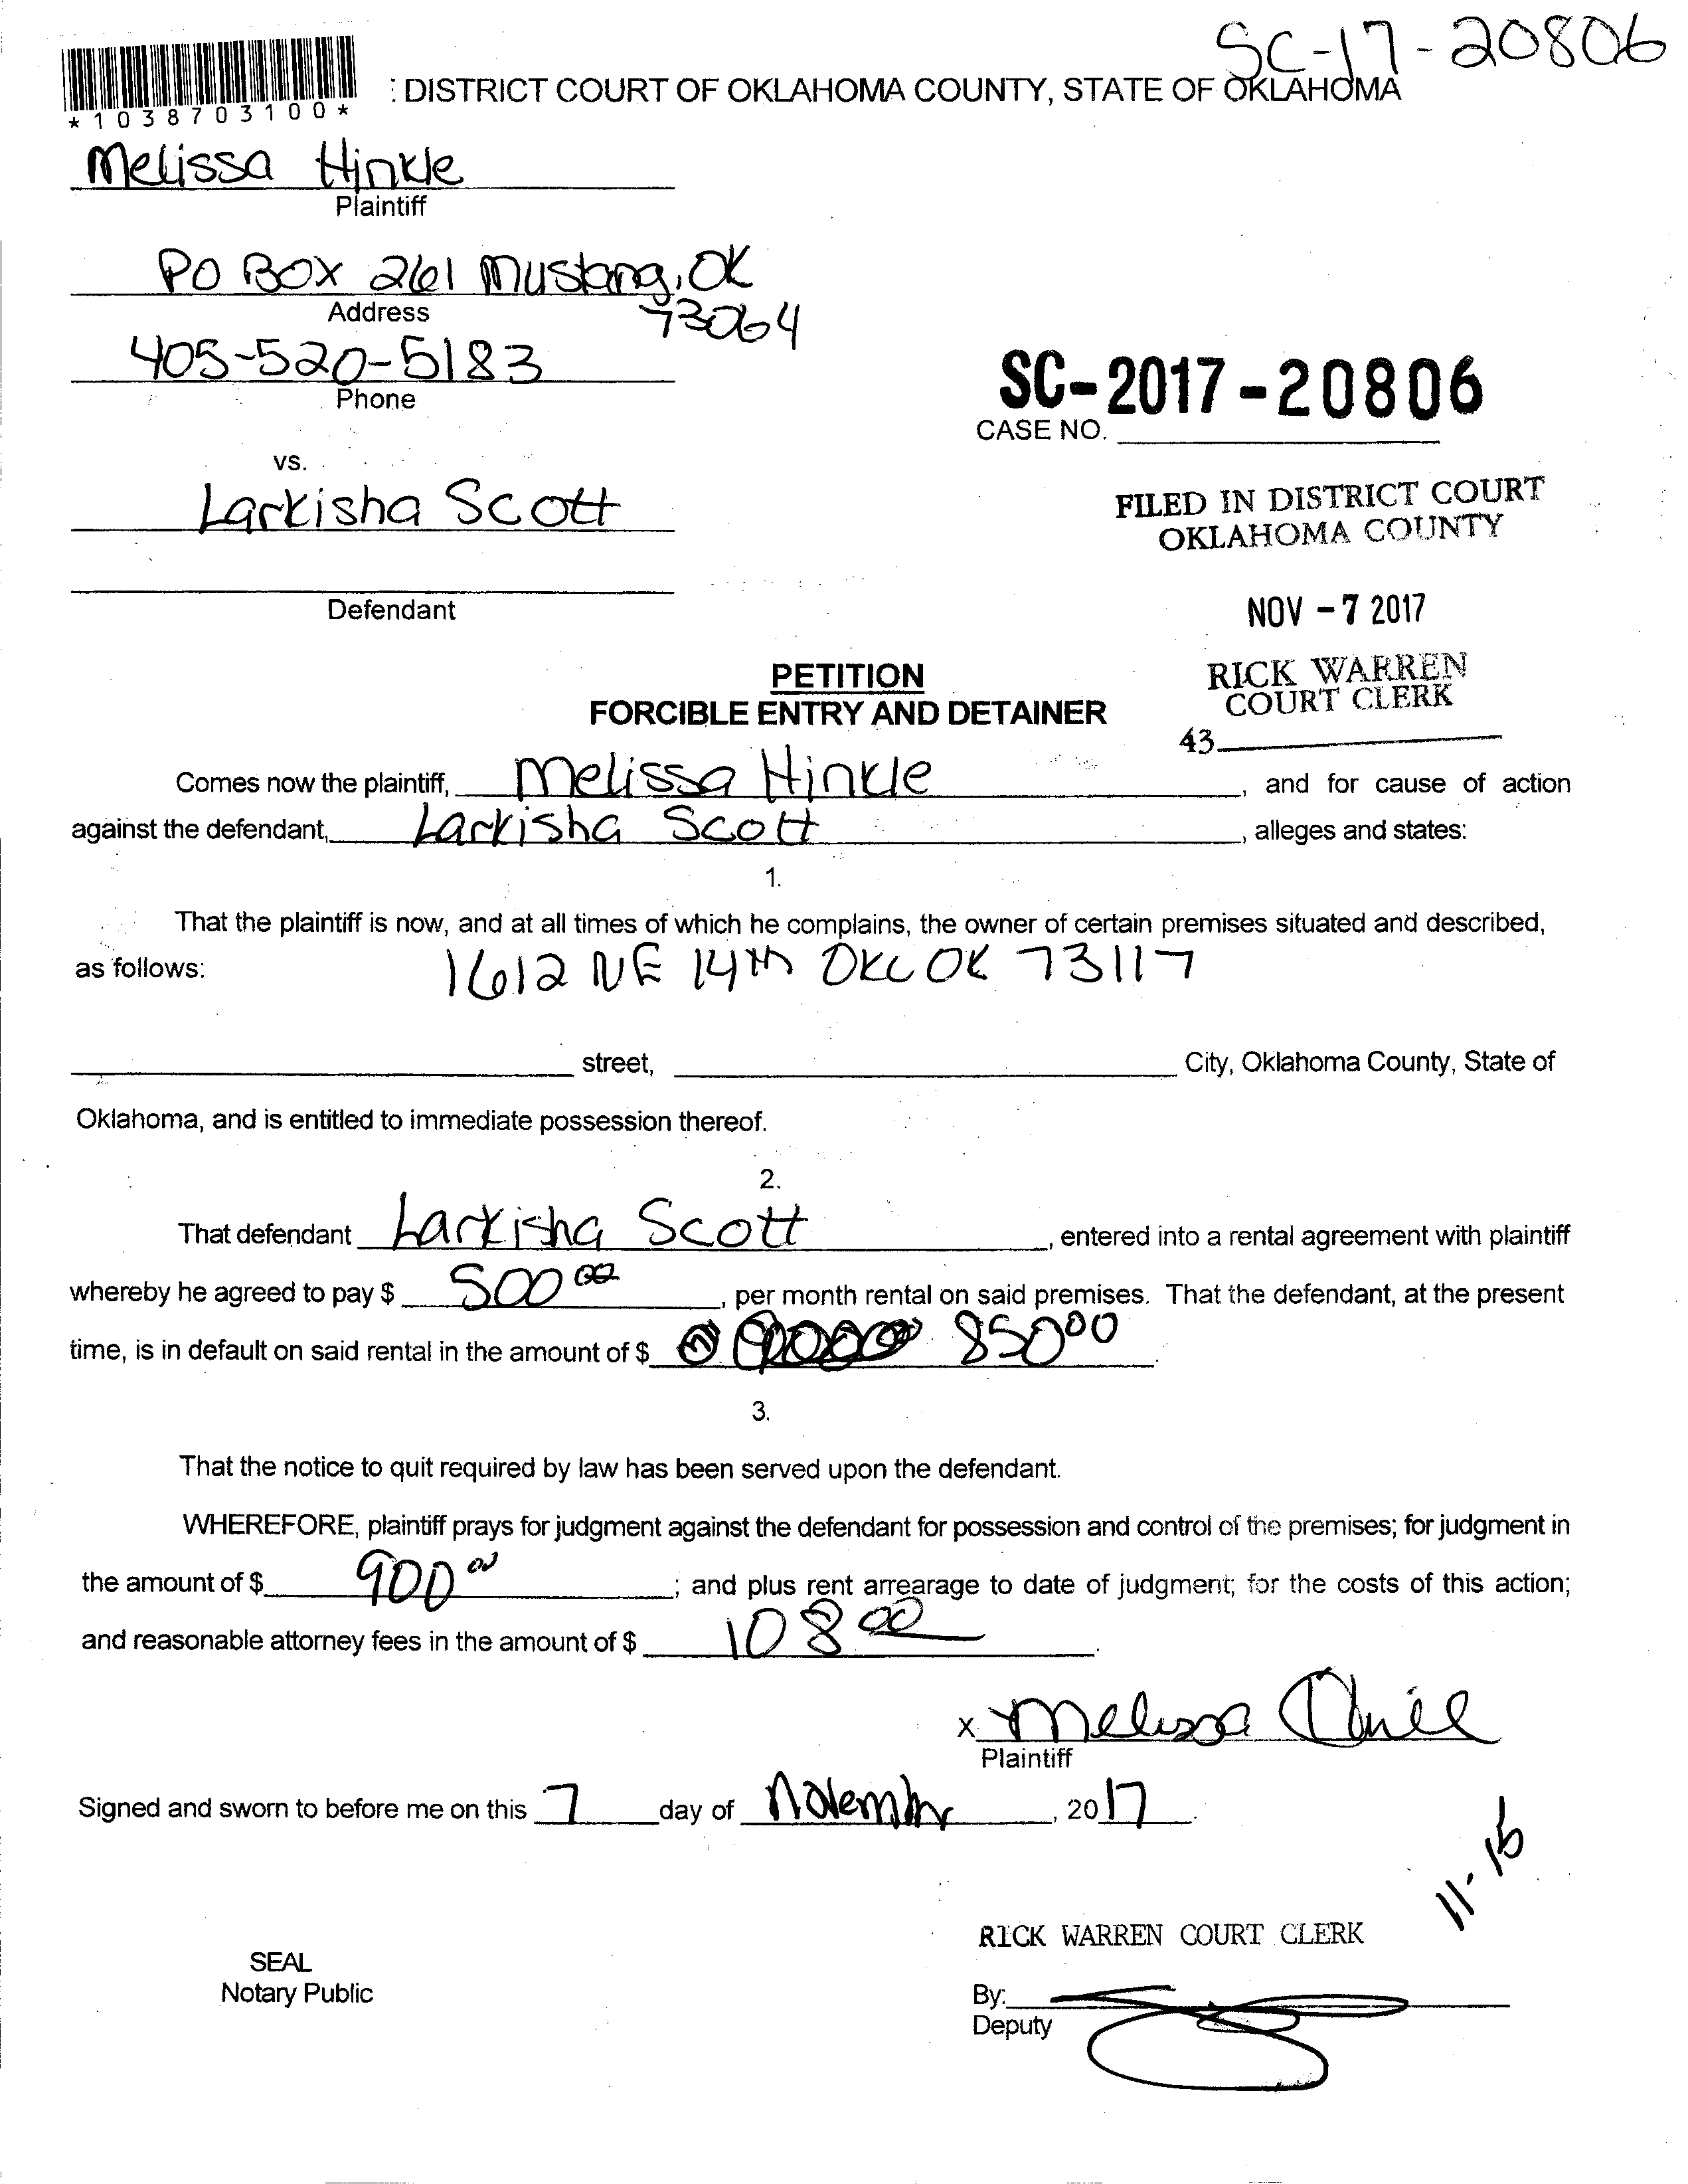 SC-17-20806
: DISTRICT COURT OF OKLAHOMA COUNTY, STATE OF OKLAHOMA
*1038703100*
Melissa Hinkle
Plaintiff
PO BOX 261 Mustang, OK
73064
Address
405-520-5183
Phone
SC-2017-20806
CASE NO.
vs.
Larkisha Scott
FILED IN DISTRICT COURT
OKLAHOMA COUNTY
Defendant
NOV - 7 2017
PETITION
FORCIBLE ENTRY AND DETAINER
RICK WARREN
COURT CLERK
43
Comes now the plaintiff, Melissa Hinkle, and for cause of action
against the defendant, Larkisha Scott, alleges and states:
1.
That the plaintiff is now, and at all times of which he complains, the owner of certain premises situated and described,
as follows: 1612 NE 14th OKC OK 73117
street, City, Oklahoma County, State of
Oklahoma, and is entitled to immediate possession thereof.
2.
That defendant Larkisha Scott, entered into a rental agreement with plaintiff
whereby he agreed to pay $ 500 00, per month rental on said premises. That the defendant, at the present
time, is in default on said rental in the amount of $ 850 00.
3.
That the notice to quit required by law has been served upon the defendant.
WHEREFORE, plaintiff prays for judgment against the defendant for possession and control of the premises; for judgment in
the amount of $ 900 00; and plus rent arrearage to date of judgment; for the costs of this action;
and reasonable attorney fees in the amount of $ 108 00.
x Melissa
Plaintiff
Signed and sworn to before me on this 7 day of November, 2017.
11-15
RICK WARREN COURT CLERK
SEAL
Notary Public
By:
Deputy